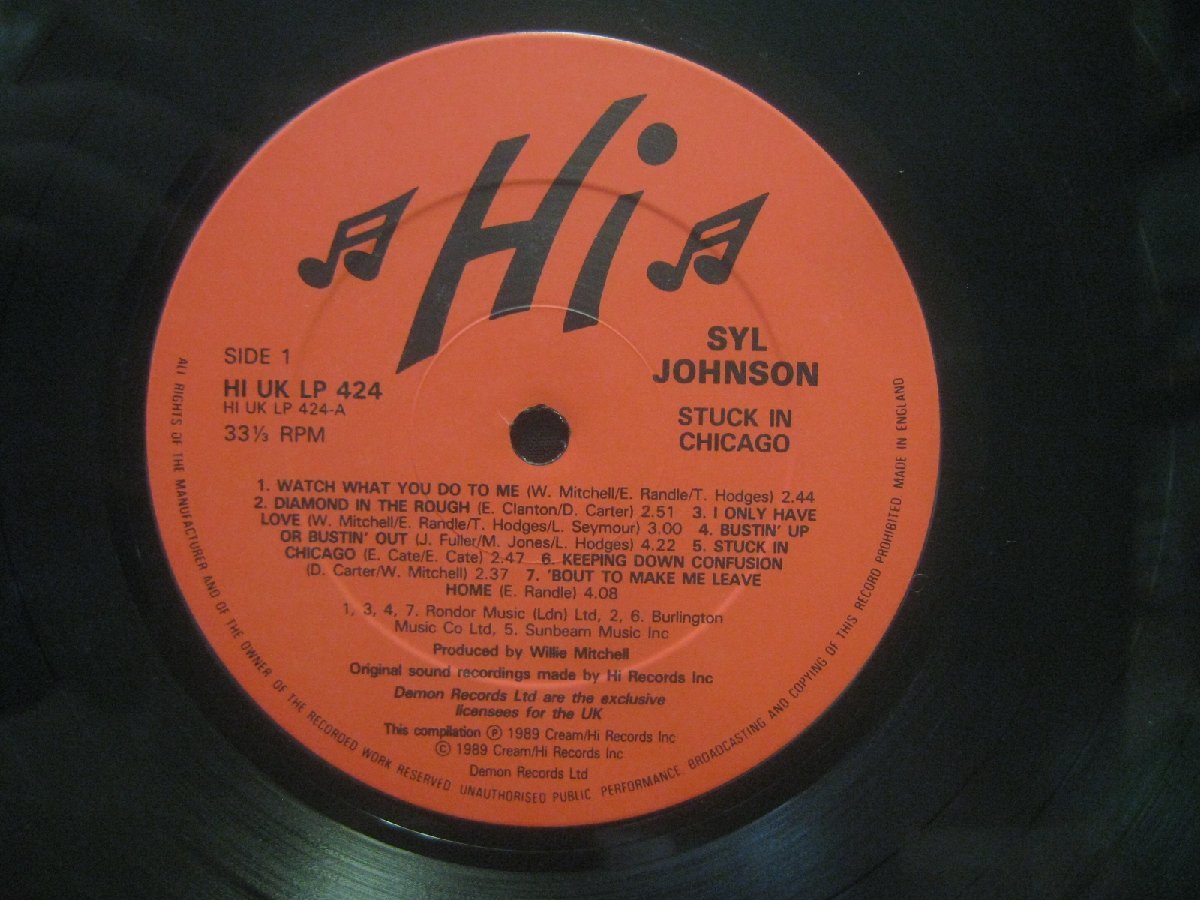 Hi
SIDE 1
HI UK LP 424
HI UK LP 424-A
33⅓ RPM
SYL
JOHNSON
STUCK IN
CHICAGO
1. WATCH WHAT YOU DO TO ME (W. Mitchell/E. Randle/T. Hodges) 2.44
2. DIAMOND IN THE ROUGH (E. Clanton/D. Carter) 2.51 3. I ONLY HAVE
LOVE (W. Mitchell/E. Randle/T. Hodges/L. Seymour) 3.00 4. BUSTIN' UP
OR BUSTIN' OUT (J. Fuller/M. Jones/L. Hodges) 4.22 5. STUCK IN
CHICAGO (E. Cate/E. Cate) 2.47 6. KEEPING DOWN CONFUSION
(D. Carter/W. Mitchell) 2.37 7. 'BOUT TO MAKE ME LEAVE
HOME (E. Randle) 4.08
1, 3, 4, 7. Rondor Music (Ldn) Ltd, 2, 6. Burlington
Music Co Ltd, 5. Sunbeam Music Inc
Produced by Willie Mitchell
Original sound recordings made by Hi Records Inc
Demon Records Ltd are the exclusive
licensees for the UK
This compilation ℗ 1989 Cream/Hi Records Inc
© 1989 Cream/Hi Records Inc
Demon Records Ltd
ALL RIGHTS OF THE MANUFACTURER AND OF THE OWNER OF THE RECORDED WORK RESERVED UNAUTHORISED PUBLIC PERFORMANCE BROADCASTING AND COPYING OF THIS RECORD PROHIBITED MADE IN ENGLAND